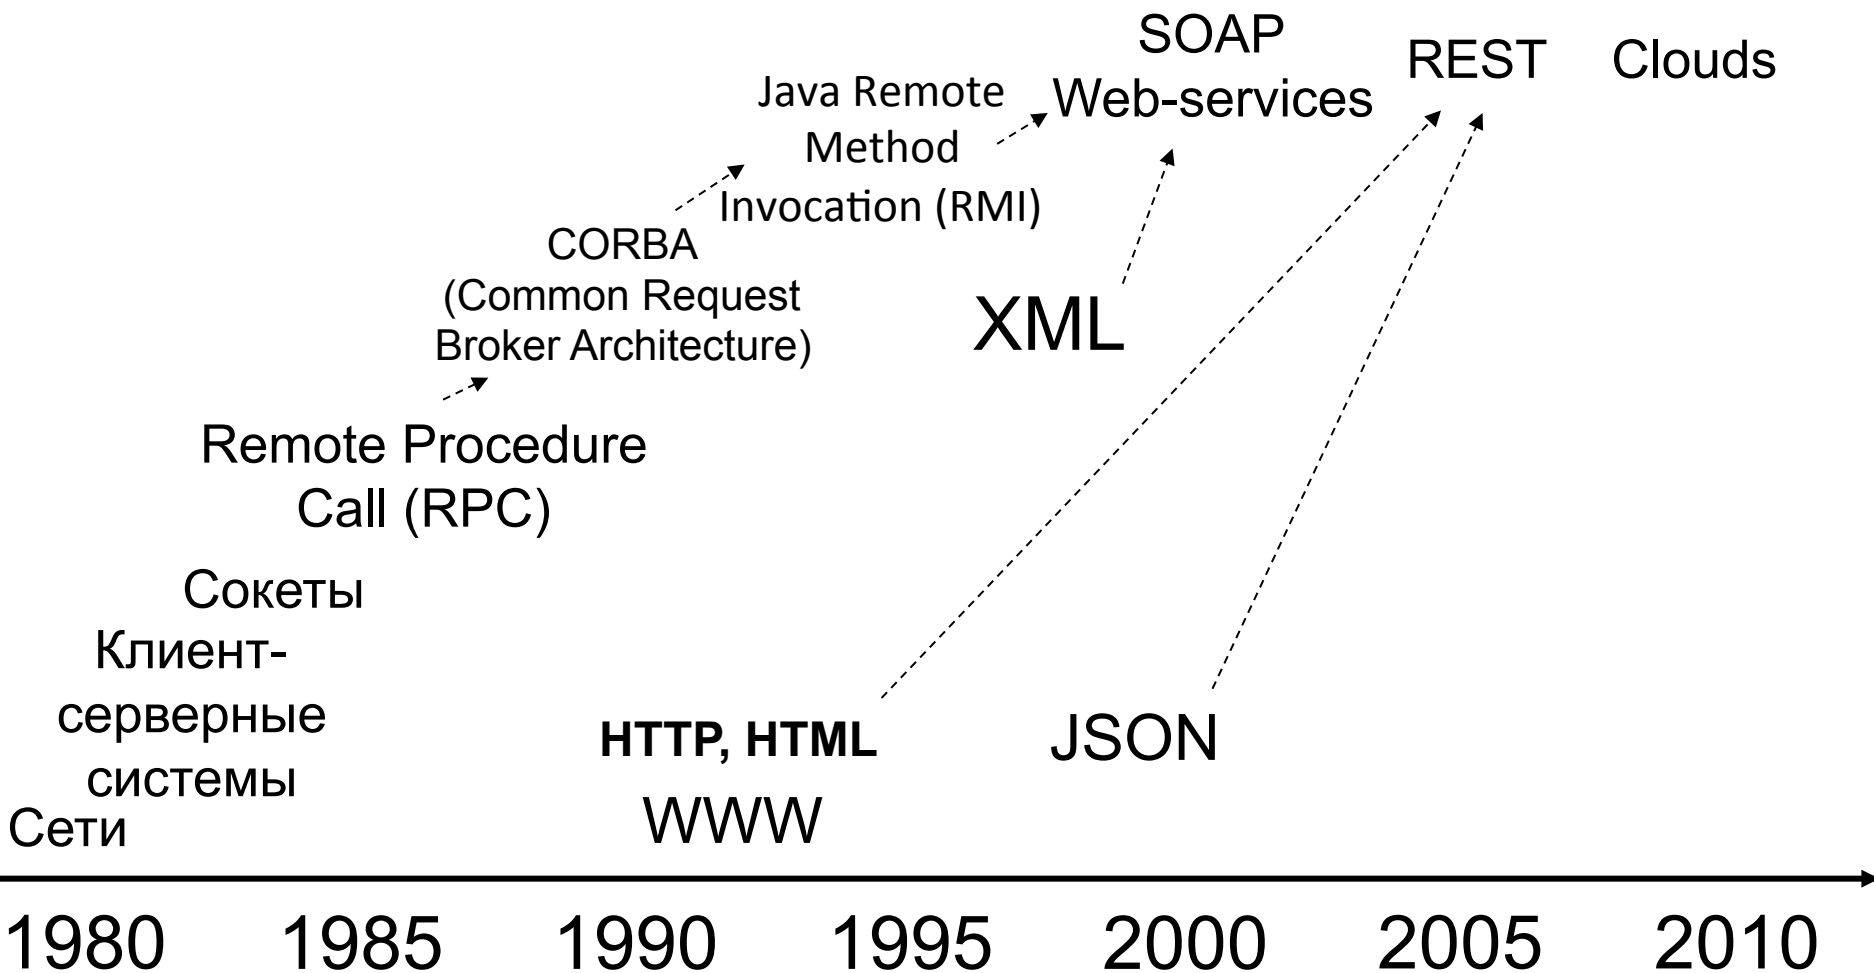 SOAP
Web-services
REST
Clouds
Java Remote
Method
Invocation (RMI)
CORBA
(Common Request
Broker Architecture)
XML
Remote Procedure
Call (RPC)
Сокеты
Клиент-
серверные
системы
Сети
HTTP, HTML
WWW
JSON
1980 1985 1990 1995 2000 2005 2010